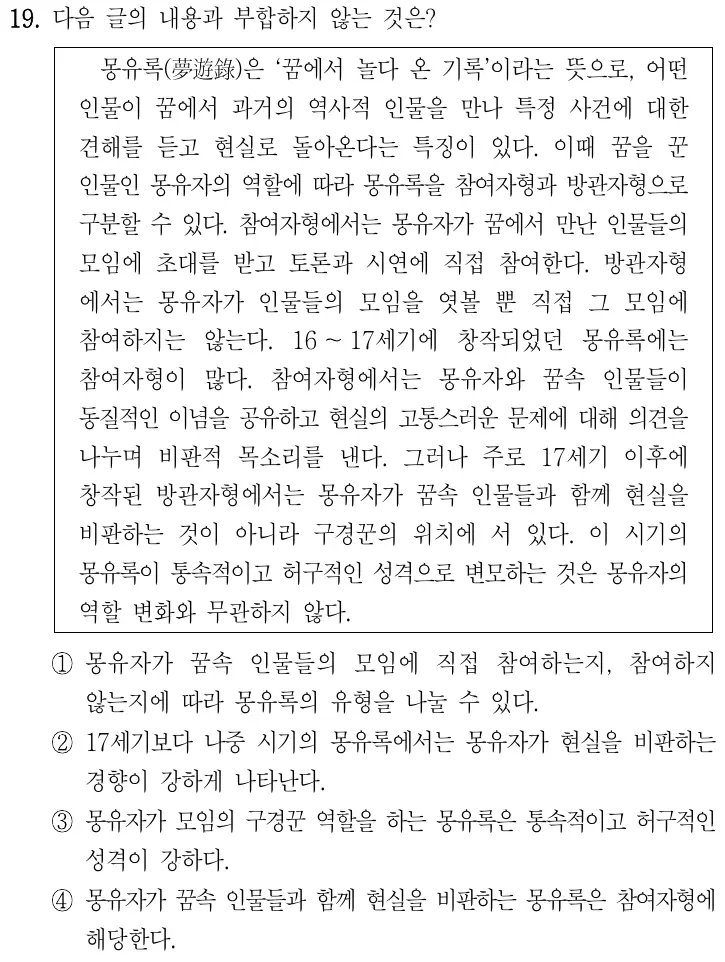 19. 다음 글의 내용과 부합하지 않는 것은?
몽유록(夢遊錄)은 ‘꿈에서 놀다 온 기록’이라는 뜻으로, 어떤
인물이 꿈에서 과거의 역사적 인물을 만나 특정 사건에 대한
견해를 듣고 현실로 돌아온다는 특징이 있다. 이때 꿈을 꾼
인물인 몽유자의 역할에 따라 몽유록을 참여자형과 방관자형으로
구분할 수 있다. 참여자형에서는 몽유자가 꿈에서 만난 인물들의
모임에 초대를 받고 토론과 시연에 직접 참여한다. 방관자형
에서는 몽유자가 인물들의 모임을 엿볼 뿐 직접 그 모임에
참여하지는 않는다. 16 ~ 17세기에 창작되었던 몽유록에는
참여자형이 많다. 참여자형에서는 몽유자와 꿈속 인물들이
동질적인 이념을 공유하고 현실의 고통스러운 문제에 대해 의견을
나누며 비판적 목소리를 낸다. 그러나 주로 17세기 이후에
창작된 방관자형에서는 몽유자가 꿈속 인물들과 함께 현실을
비판하는 것이 아니라 구경꾼의 위치에 서 있다. 이 시기의
몽유록이 통속적이고 허구적인 성격으로 변모하는 것은 몽유자의
역할 변화와 무관하지 않다.
① 몽유자가 꿈속 인물들의 모임에 직접 참여하는지, 참여하지
않는지에 따라 몽유록의 유형을 나눌 수 있다.
② 17세기보다 나중 시기의 몽유록에서는 몽유자가 현실을 비판하는
경향이 강하게 나타난다.
③ 몽유자가 모임의 구경꾼 역할을 하는 몽유록은 통속적이고 허구적인
성격이 강하다.
④ 몽유자가 꿈속 인물들과 함께 현실을 비판하는 몽유록은 참여자형에
해당한다.